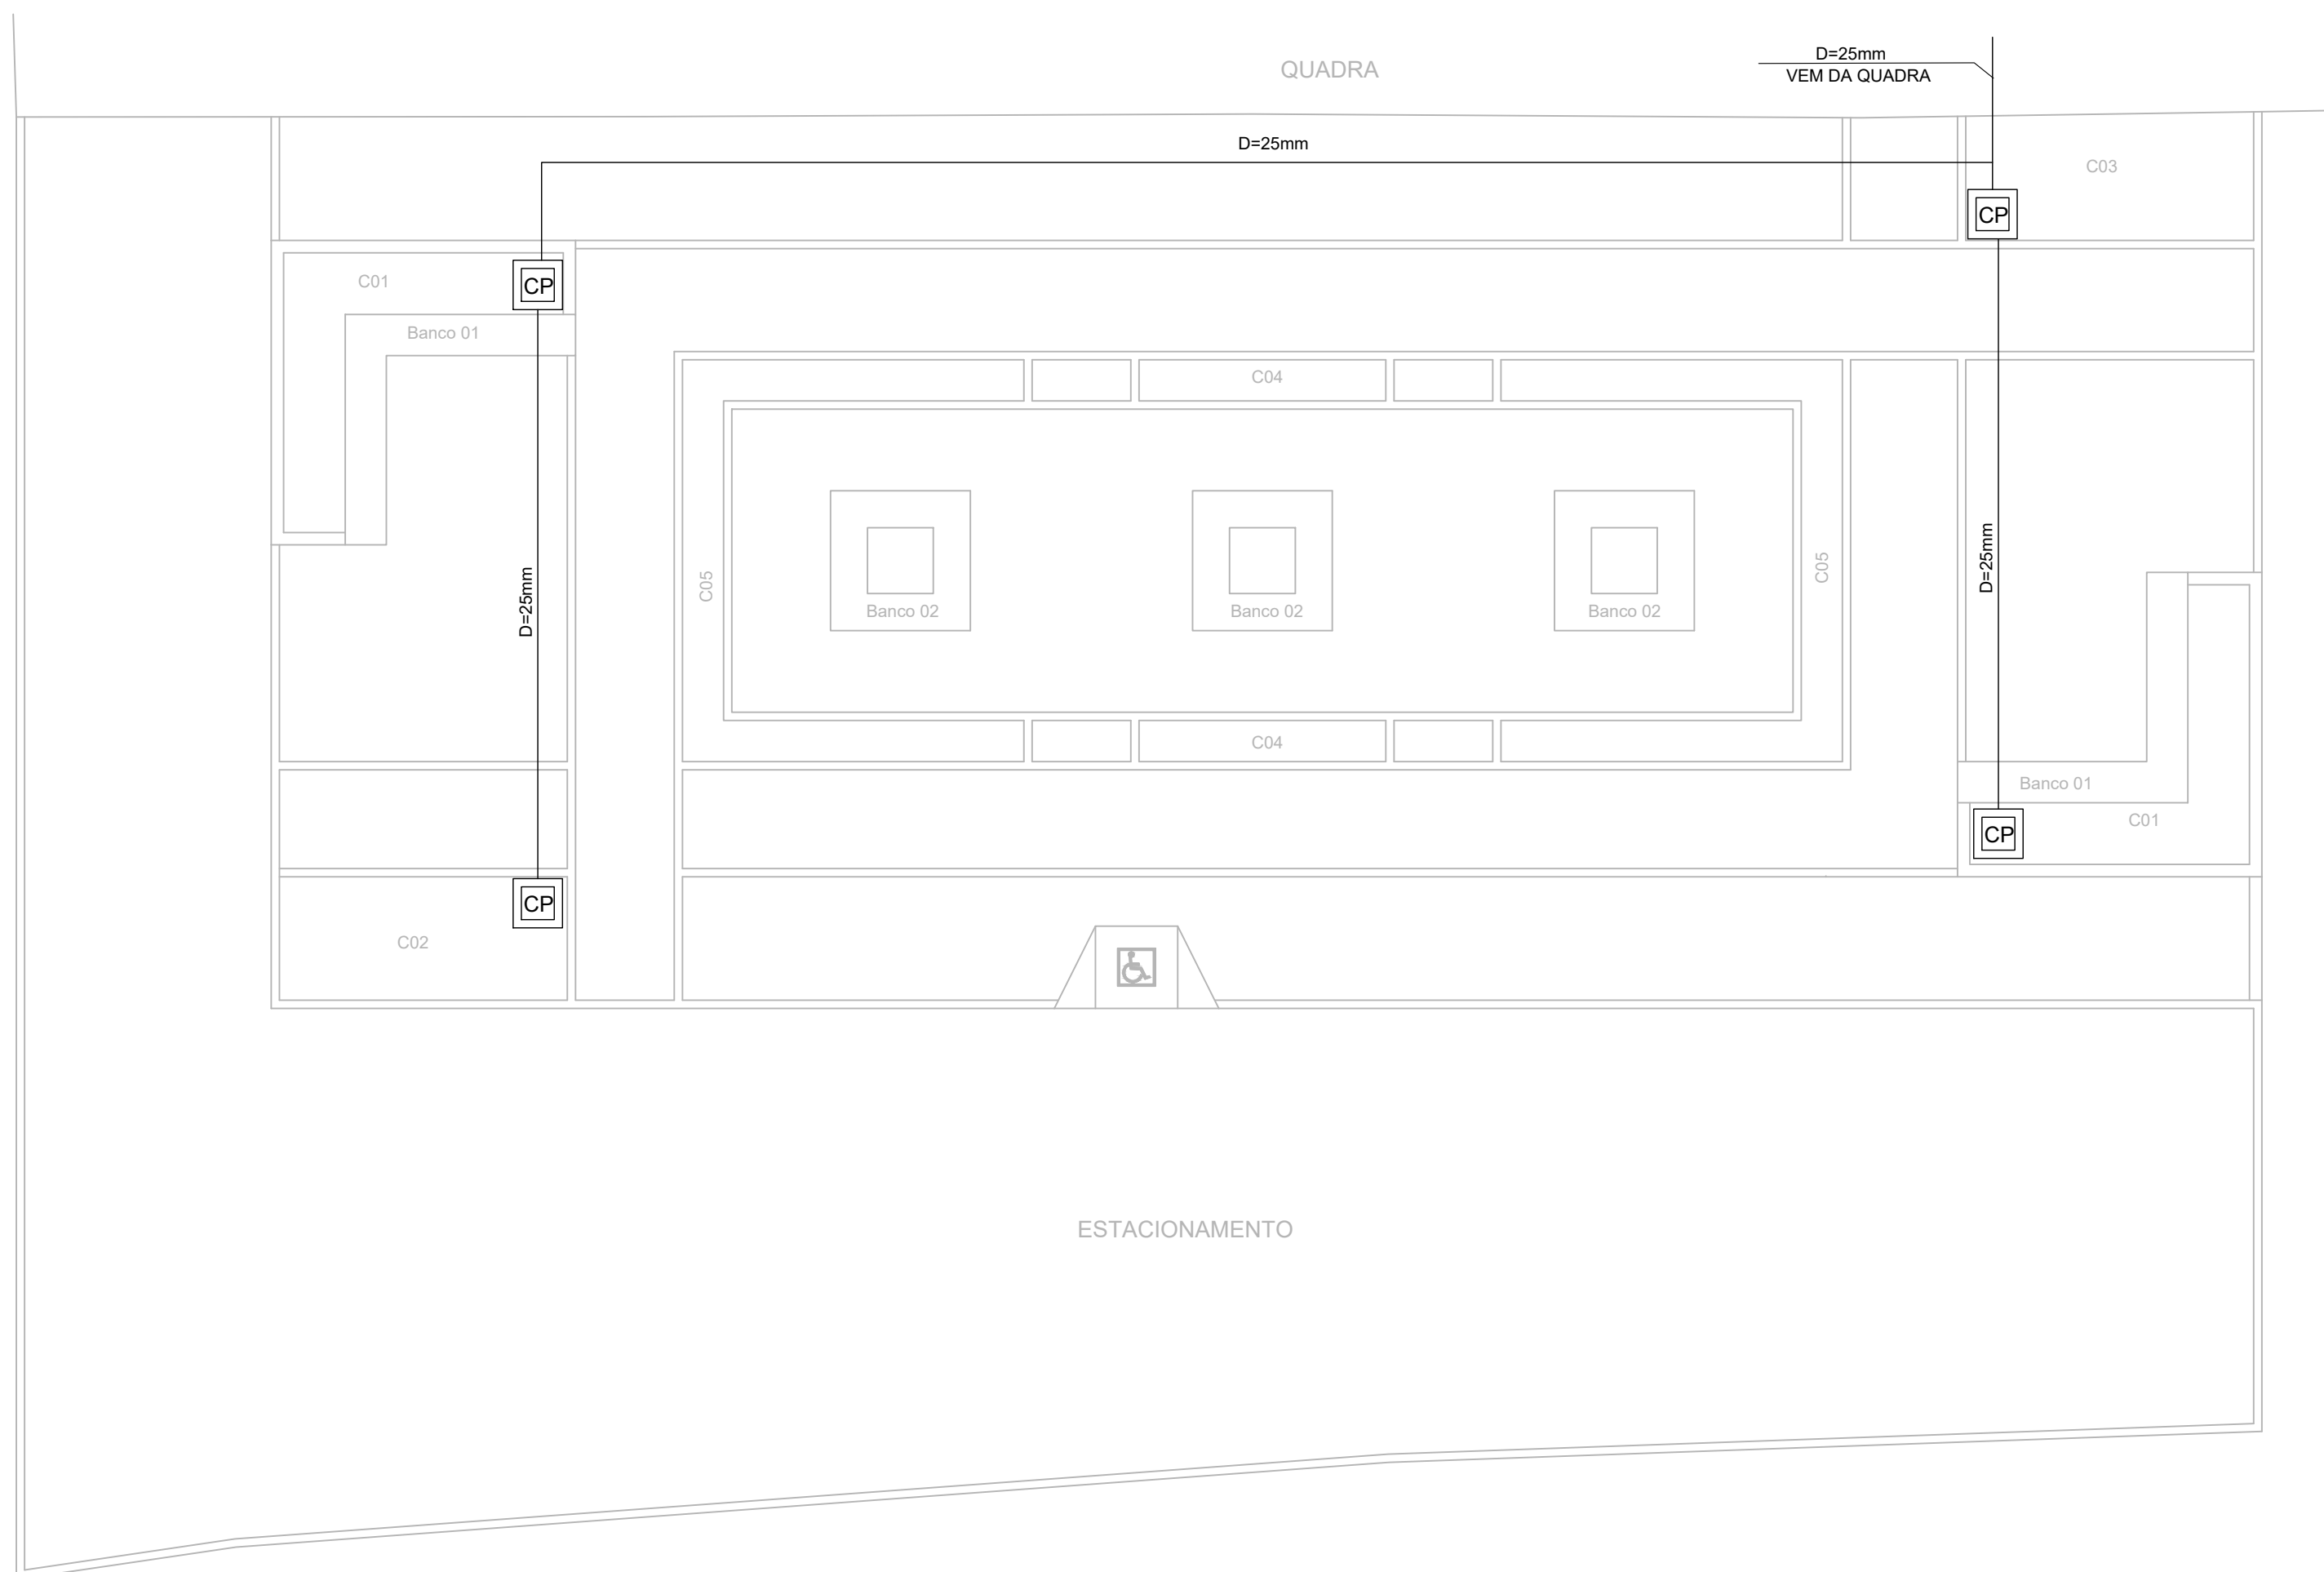 D=25mm
VEM DA QUADRA
QUADRA
D=25mm
C03
CP
C01
CP
Banco 01
C04
D=25mm
C05
C05
D=25mm
Banco 02
Banco 02
Banco 02
C04
Banco 01
C01
CP
CP
C02
ESTACIONAMENTO